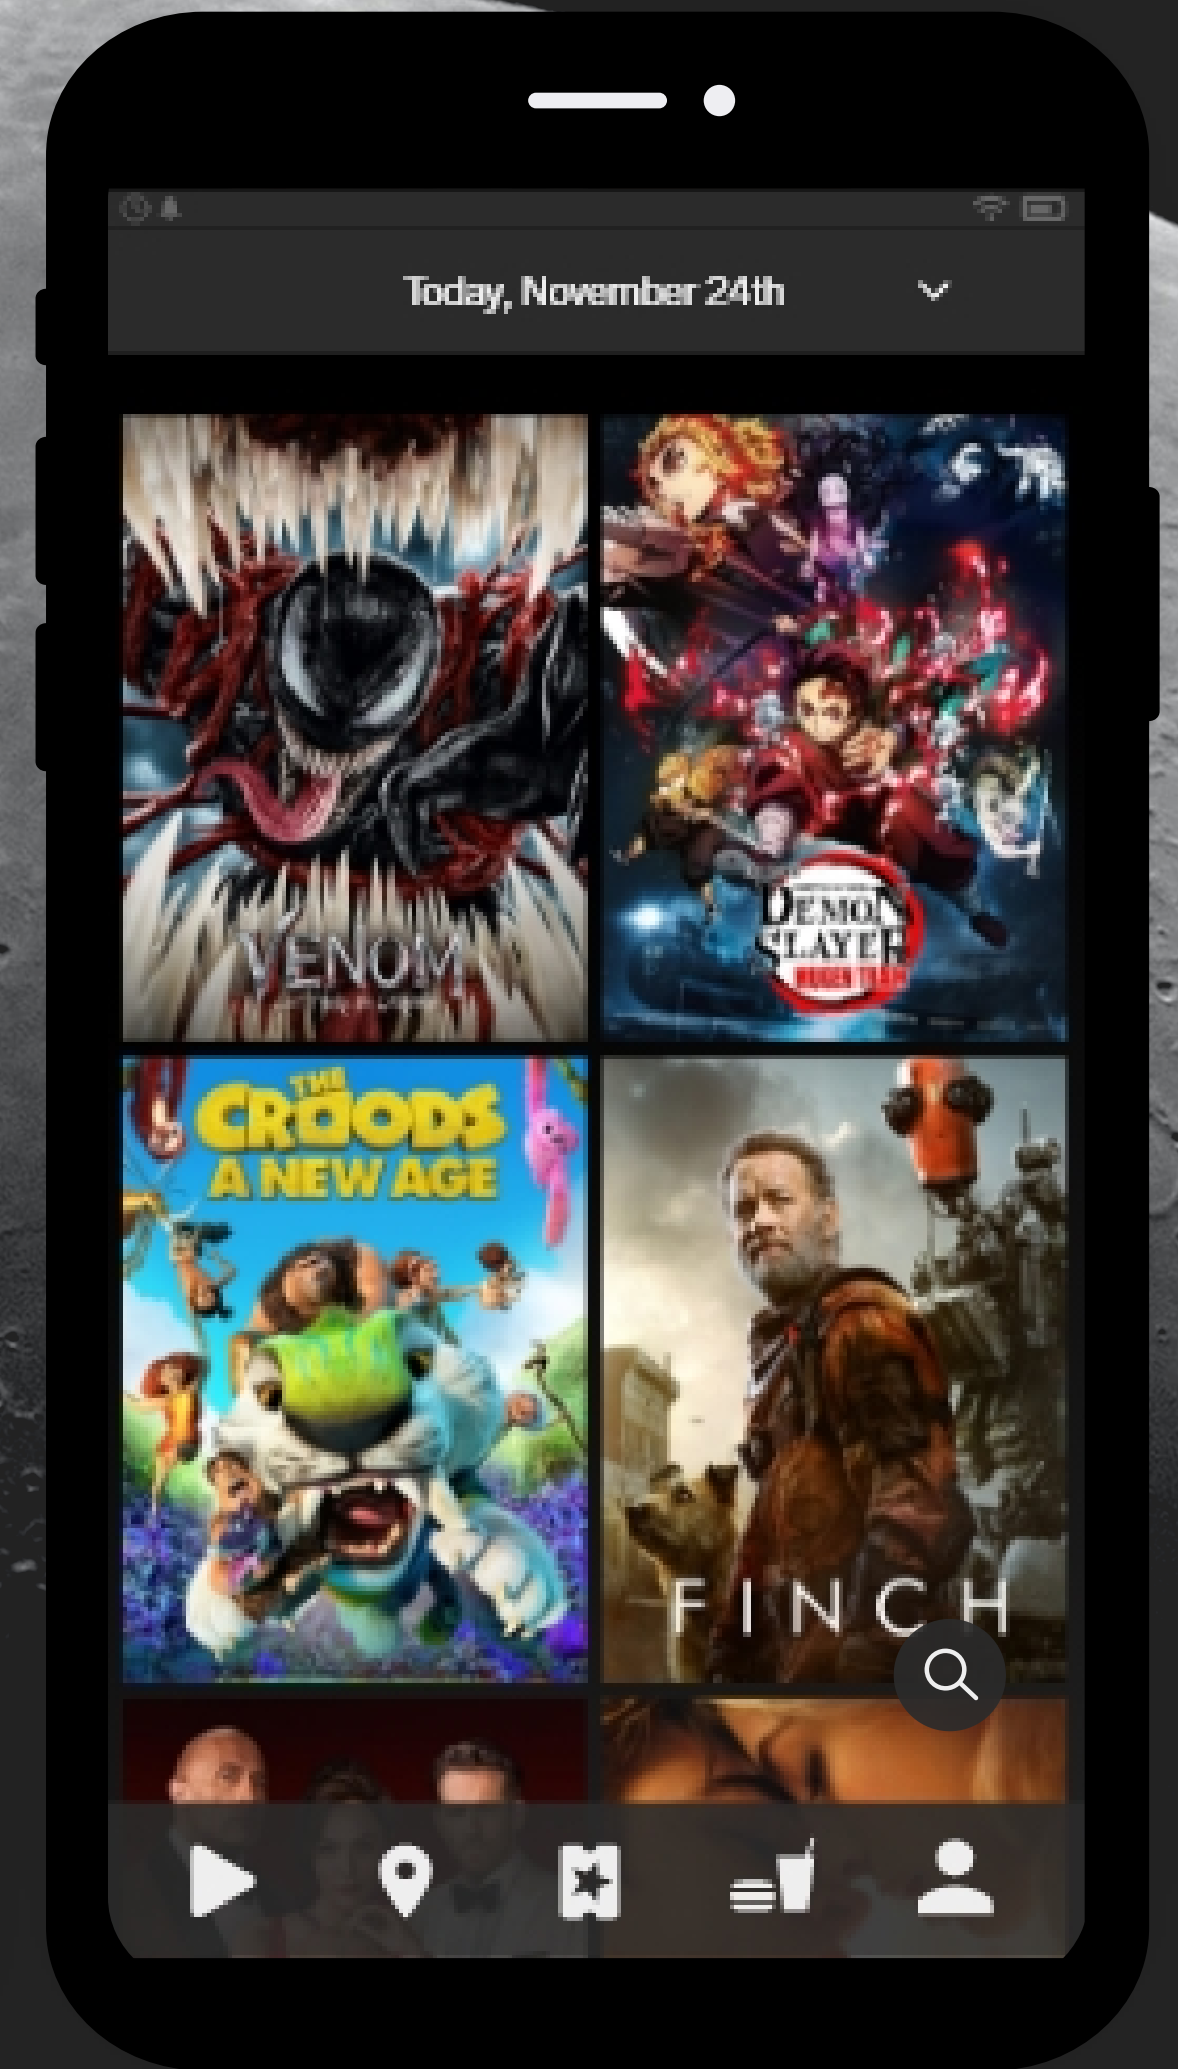 Today, November 24th
VENOM
DEMON
SLAYER
THE
CROODS
A NEW AGE
FINCH